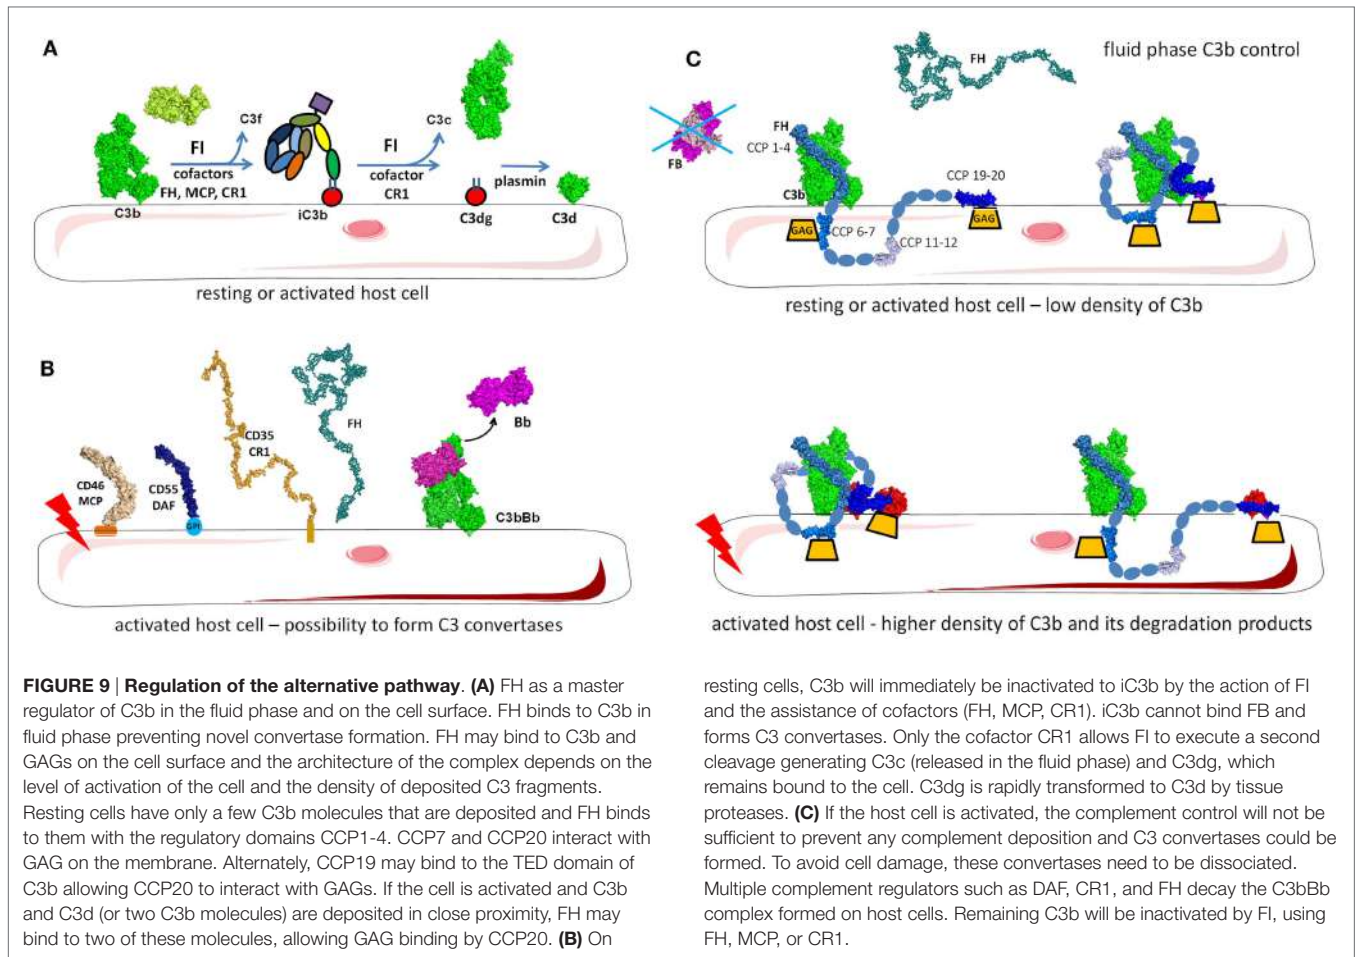 A
C3b
FI
cofactors
FH, MCP, CR1
C3f
iC3b
FI
cofactor
CR1
C3c
C3dg
plasmin
C3d
resting or activated host cell
B
CD46
MCP
CD55
DAF
GPI
CD35
CR1
FH
Bb
C3bBb
activated host cell – possibility to form C3 convertases
C
FH
fluid phase C3b control
FB
FH
CCP 1-4
C3b
CCP 19-20
GAG
GAG
CCP 6-7
CCP 11-12
resting or activated host cell – low density of C3b
activated host cell - higher density of C3b and its degradation products
FIGURE 9 | Regulation of the alternative pathway. (A) FH as a master
regulator of C3b in the fluid phase and on the cell surface. FH binds to C3b in
fluid phase preventing novel convertase formation. FH may bind to C3b and
GAGs on the cell surface and the architecture of the complex depends on the
level of activation of the cell and the density of deposited C3 fragments.
Resting cells have only a few C3b molecules that are deposited and FH binds
to them with the regulatory domains CCP1-4. CCP7 and CCP20 interact with
GAG on the membrane. Alternately, CCP19 may bind to the TED domain of
C3b allowing CCP20 to interact with GAGs. If the cell is activated and C3b
and C3d (or two C3b molecules) are deposited in close proximity, FH may
bind to two of these molecules, allowing GAG binding by CCP20. (B) On
resting cells, C3b will immediately be inactivated to iC3b by the action of FI
and the assistance of cofactors (FH, MCP, CR1). iC3b cannot bind FB and
forms C3 convertases. Only the cofactor CR1 allows FI to execute a second
cleavage generating C3c (released in the fluid phase) and C3dg, which
remains bound to the cell. C3dg is rapidly transformed to C3d by tissue
proteases. (C) If the host cell is activated, the complement control will not be
sufficient to prevent any complement deposition and C3 convertases could be
formed. To avoid cell damage, these convertases need to be dissociated.
Multiple complement regulators such as DAF, CR1, and FH decay the C3bBb
complex formed on host cells. Remaining C3b will be inactivated by FI, using
FH, MCP, or CR1.